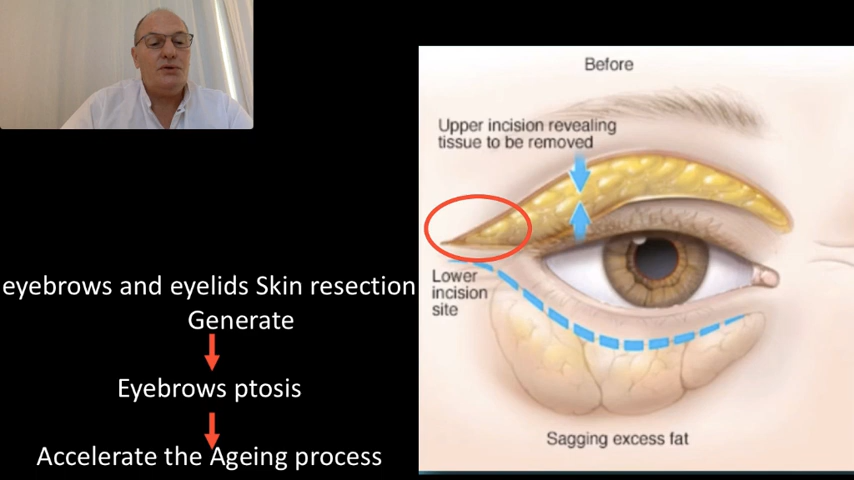 Before
Upper incision revealing
tissue to be removed
eyebrows and eyelids Skin resection
Generate
Eyebrows ptosis
Accelerate the Ageing process
Lower
incision
site
Sagging excess fat